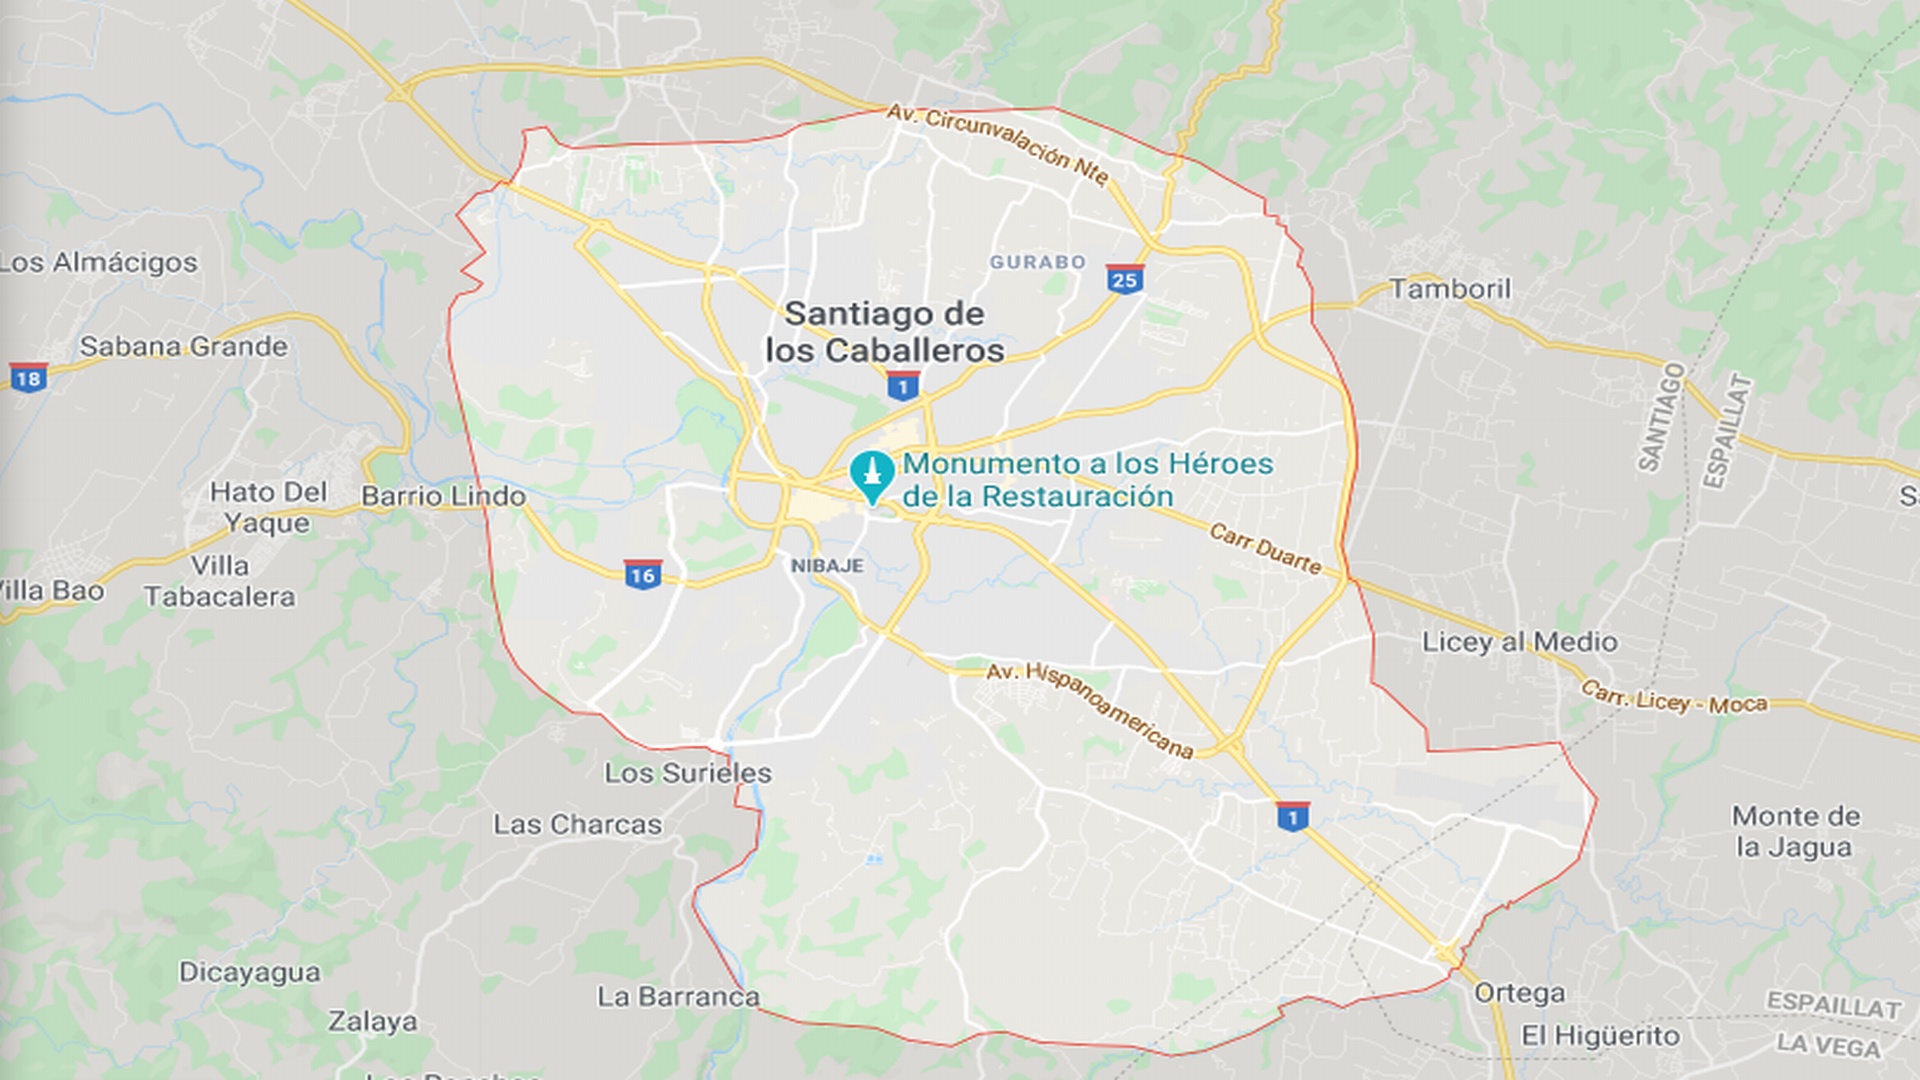 Av. Circunvalación Nte
Los Almácigos
GURABO
25
Tamboril
Santiago de
los Caballeros
Sabana Grande
18
1
SANTIAGO
ESPAILLAT
Monumento a los Héroes
de la Restauración
Hato Del
Yaque
Barrio Lindo
Carr Duarte
Villa
Tabacalera
16
NIBAJE
Villa Bao
Licey al Medio
Av. Hispanoamericana
Carr. Licey - Moca
Los Surieles
Las Charcas
1
Monte de
la Jagua
Dicayagua
La Barranca
Ortega
Zalaya
El Higüerito
ESPAILLAT
LA VEGA